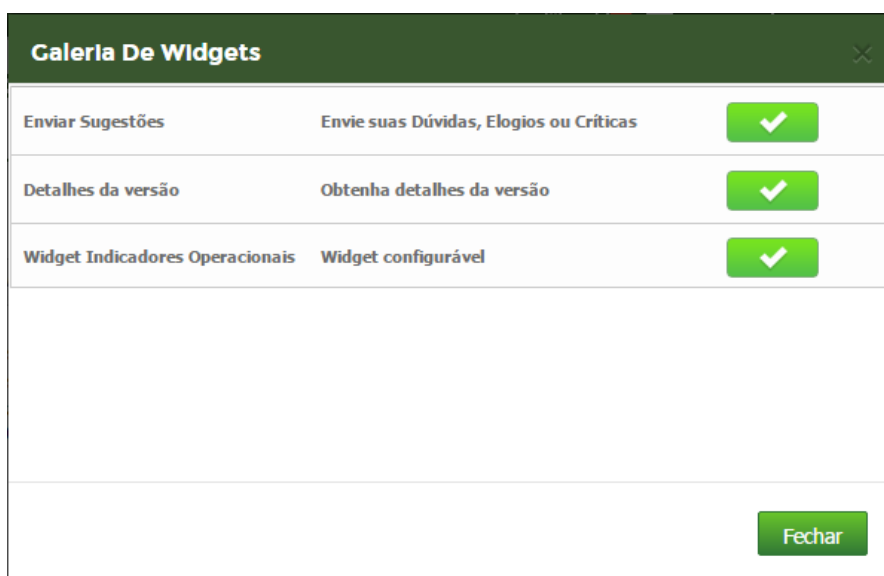 Galeria De Widgets
Enviar Sugestões Envie suas Dúvidas, Elogios ou Críticas
Detalhes da versão Obtenha detalhes da versão
Widget Indicadores Operacionais Widget configurável
Fechar